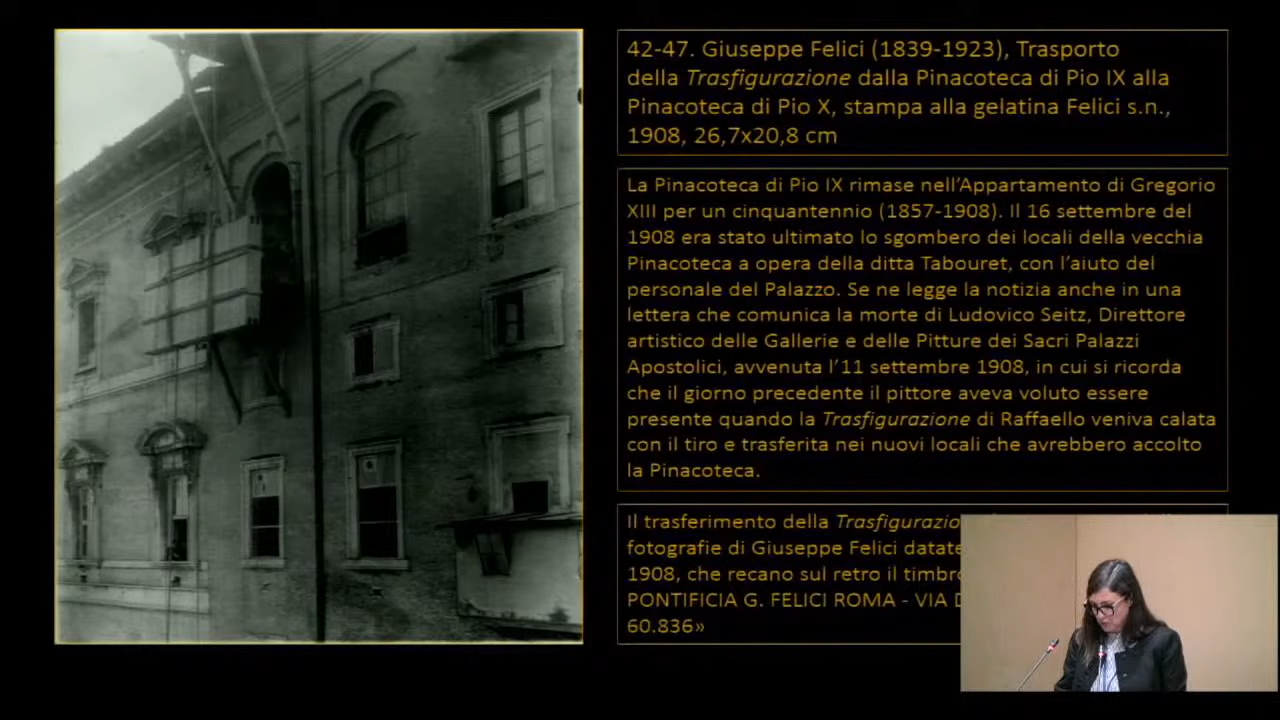 42-47. Giuseppe Felici (1839-1923), Trasporto
della Trasfigurazione dalla Pinacoteca di Pio IX alla
Pinacoteca di Pio X, stampa alla gelatina Felici s.n.,
1908, 26,7x20,8 cm
La Pinacoteca di Pio IX rimase nell’Appartamento di Gregorio
XIII per un cinquantennio (1857-1908). Il 16 settembre del
1908 era stato ultimato lo sgombero dei locali della vecchia
Pinacoteca a opera della ditta Tabouret, con l’aiuto del
personale del Palazzo. Se ne legge la notizia anche in una
lettera che comunica la morte di Ludovico Seitz, Direttore
artistico delle Gallerie e delle Pitture dei Sacri Palazzi
Apostolici, avvenuta l’11 settembre 1908, in cui si ricorda
che il giorno precedente il pittore aveva voluto essere
presente quando la Trasfigurazione di Raffaello veniva calata
con il tiro e trasferita nei nuovi locali che avrebbero accolto
la Pinacoteca.
Il trasferimento della
fotografie di Giuseppe Felici
1908, che recano sul retro il
PONTIFICIA G. FELICI ROMA - VIA
60.836»